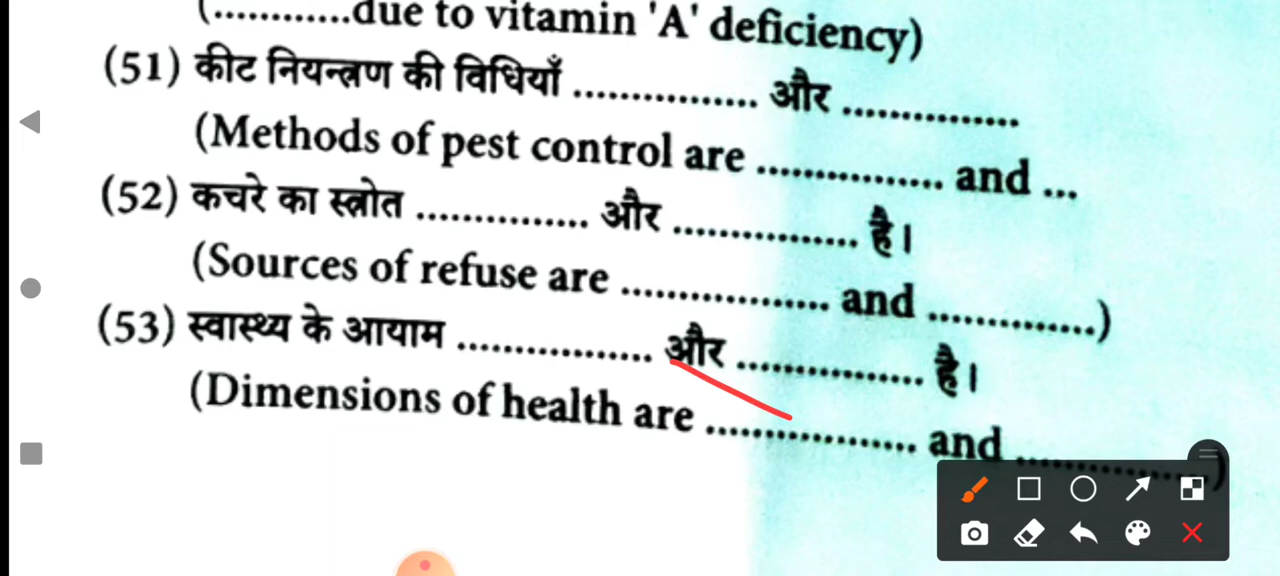 (............due to vitamin 'A' deficiency)
(51) कीट नियन्त्रण की विधियाँ ................ और ...............
(Methods of pest control are ................ and ...
(52) कचरे का स्त्रोत ............... और ................ है।
(Sources of refuse are .................. and ..............)
(53) स्वास्थ्य के आयाम ................. और ................ है।
(Dimensions of health are .................. and ................)